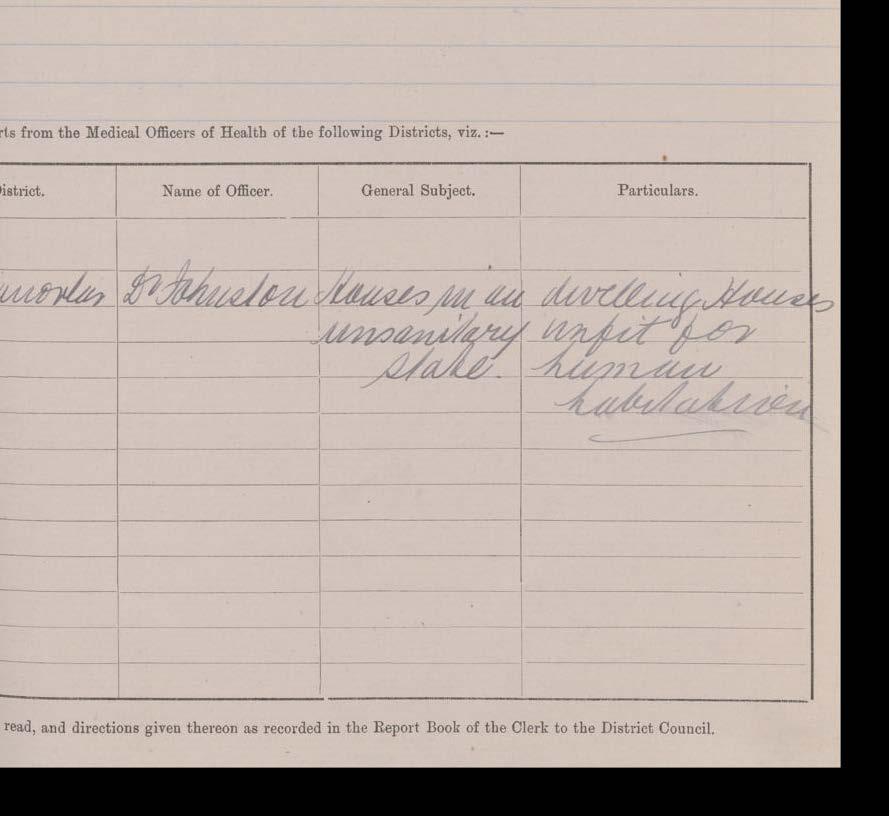 rts from the Medical Officers of Health of the following Districts, viz. :—
istrict. Name of Officer. General Subject. Particulars.
Dr Johnston Houses in an dwelling Houses
unsanitary unfit for
state. human
habitation
read, and directions given thereon as recorded in the Report Book of the Clerk to the District Council.